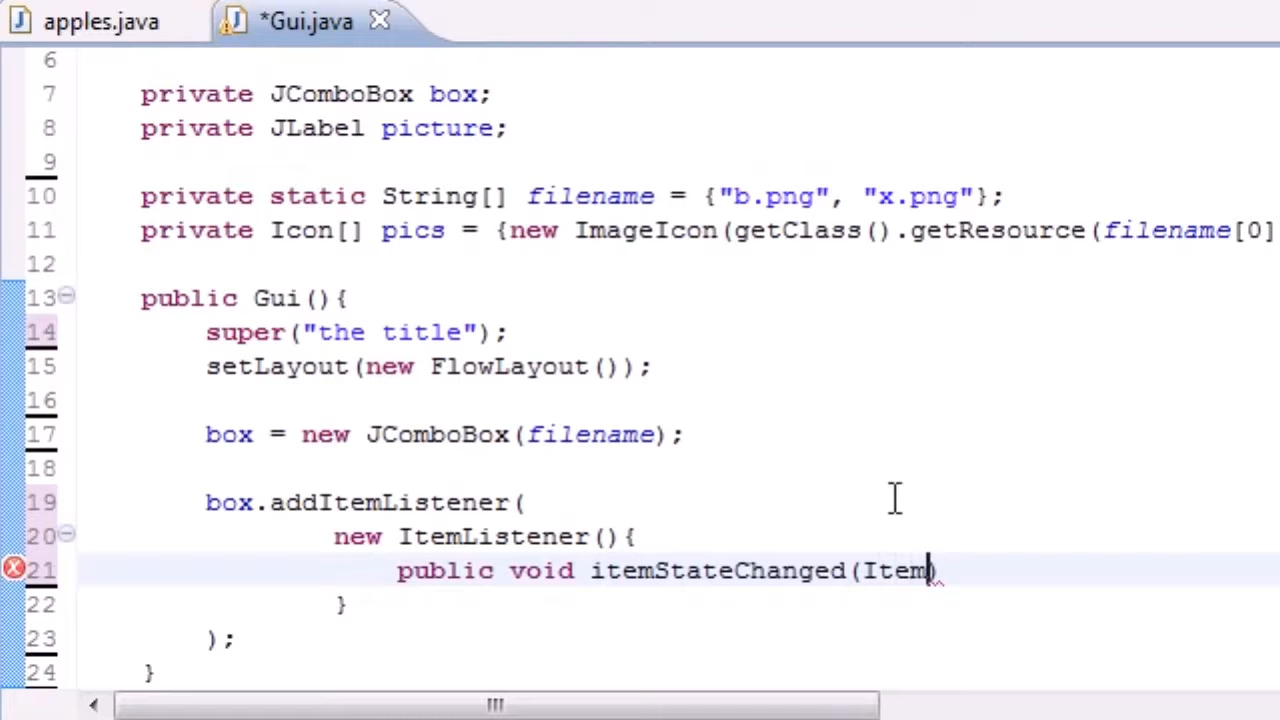 apples.java *Gui.java
6
7 private JComboBox box;
8 private JLabel picture;
9
10 private static String[] filename = {"b.png", "x.png"};
11 private Icon[] pics = {new ImageIcon(getClass().getResource(filename[0]
12
13 public Gui(){
14 super("the title");
15 setLayout(new FlowLayout());
16
17 box = new JComboBox(filename);
18
19 box.addItemListener(
20 new ItemListener(){
21 public void itemStateChanged(Item)
22 }
23 );
24 }